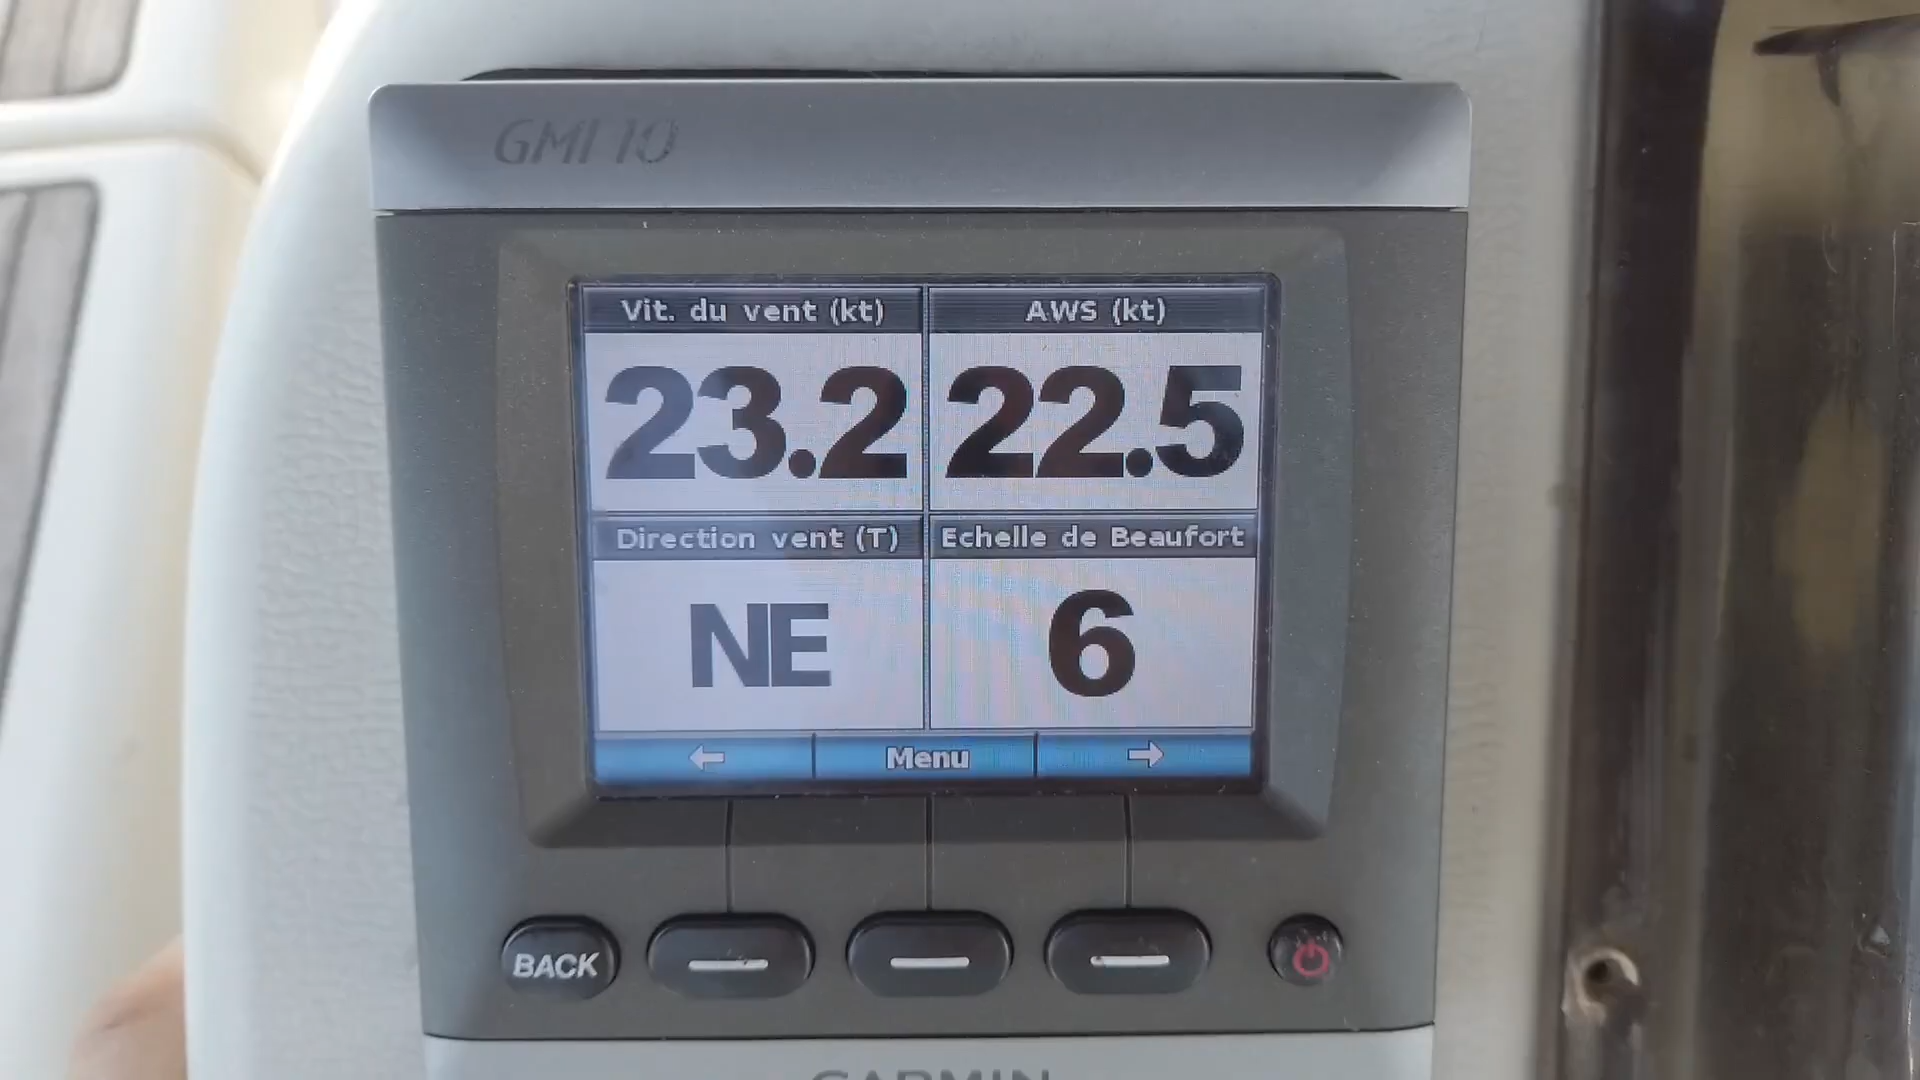 GMI 10
Vit. du vent (kt)
AWS (kt)
23.2
22.5
Direction vent (T)
Echelle de Beaufort
NE
6
Menu
BACK
GARMIN